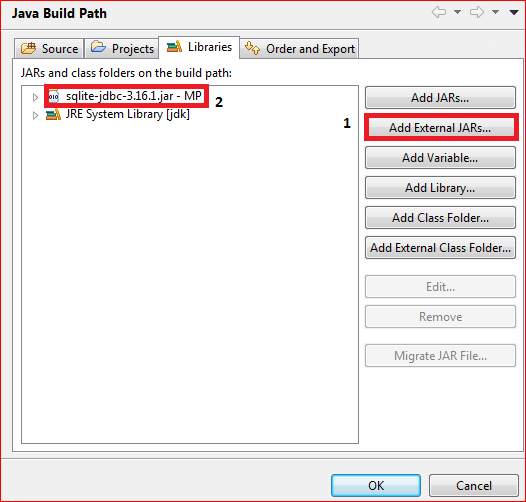 Java Build Path
Source Projects Libraries Order and Export
JARs and class folders on the build path:
sqlite-jdbc-3.16.1.jar - MP
2
JRE System Library [jdk]
1
Add JARs...
Add External JARs...
Add Variable...
Add Library...
Add Class Folder...
Add External Class Folder...
Edit...
Remove
Migrate JAR File...
OK Cancel